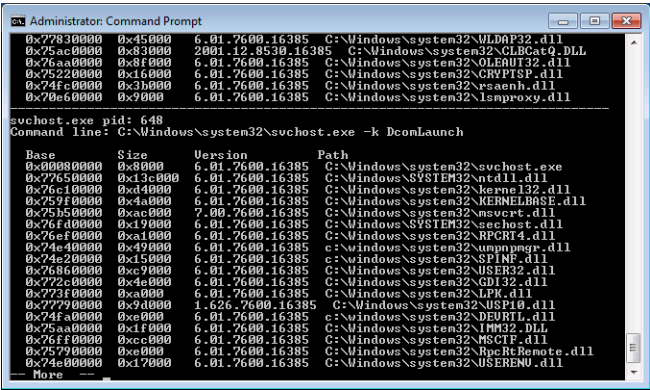 Administrator: Command Prompt
0x77830000 0x45000 6.01.7600.16385 C:\Windows\system32\WLDAP32.dll
0x75ac0000 0x83000 2001.12.8530.16385 C:\Windows\system32\CLBCatQ.DLL
0x76aa0000 0x8f000 6.01.7600.16385 C:\Windows\system32\OLEAUT32.dll
0x75220000 0x16000 6.01.7600.16385 C:\Windows\system32\CRYPTSP.dll
0x74fc0000 0x3b000 6.01.7600.16385 C:\Windows\system32\rsaenh.dll
0x70e60000 0x9000 6.01.7600.16385 C:\Windows\system32\lsmproxy.dll
------------------------------------------------------------------------------
svchost.exe pid: 648
Command line: C:\Windows\system32\svchost.exe -k DcomLaunch
Base Size Version Path
0x00080000 0x8000 6.01.7600.16385 C:\Windows\system32\svchost.exe
0x77650000 0x13c000 6.01.7600.16385 C:\Windows\SYSTEM32\ntdll.dll
0x76c10000 0xd4000 6.01.7600.16385 C:\Windows\system32\kernel32.dll
0x759f0000 0x4a000 6.01.7600.16385 C:\Windows\system32\KERNELBASE.dll
0x75b50000 0xac000 7.00.7600.16385 C:\Windows\system32\msvcrt.dll
0x76fd0000 0x19000 6.01.7600.16385 C:\Windows\SYSTEM32\sechost.dll
0x76ef0000 0xa1000 6.01.7600.16385 C:\Windows\system32\RPCRT4.dll
0x74e40000 0x49000 6.01.7600.16385 c:\windows\system32\umpnpmgr.dll
0x74e20000 0x15000 6.01.7600.16385 c:\Windows\system32\SPINF.dll
0x76860000 0xc9000 6.01.7600.16385 C:\Windows\system32\USER32.dll
0x772c0000 0x4e000 6.01.7600.16385 C:\Windows\system32\GDI32.dll
0x773f0000 0xa000 6.01.7600.16385 C:\Windows\system32\LPK.dll
0x77790000 0x9d000 1.626.7600.16385 C:\Windows\system32\USP10.dll
0x74fa0000 0xe000 6.01.7600.16385 c:\Windows\system32\DEVRTL.dll
0x75aa0000 0x1f000 6.01.7600.16385 C:\Windows\system32\IMM32.DLL
0x76ff0000 0xcc000 6.01.7600.16385 C:\Windows\system32\MSCTF.dll
0x75790000 0xe000 6.01.7600.16385 C:\Windows\system32\RpcRtRemote.dll
0x74e00000 0x17000 6.01.7600.16385 C:\Windows\system32\USERENV.dll
-- More --